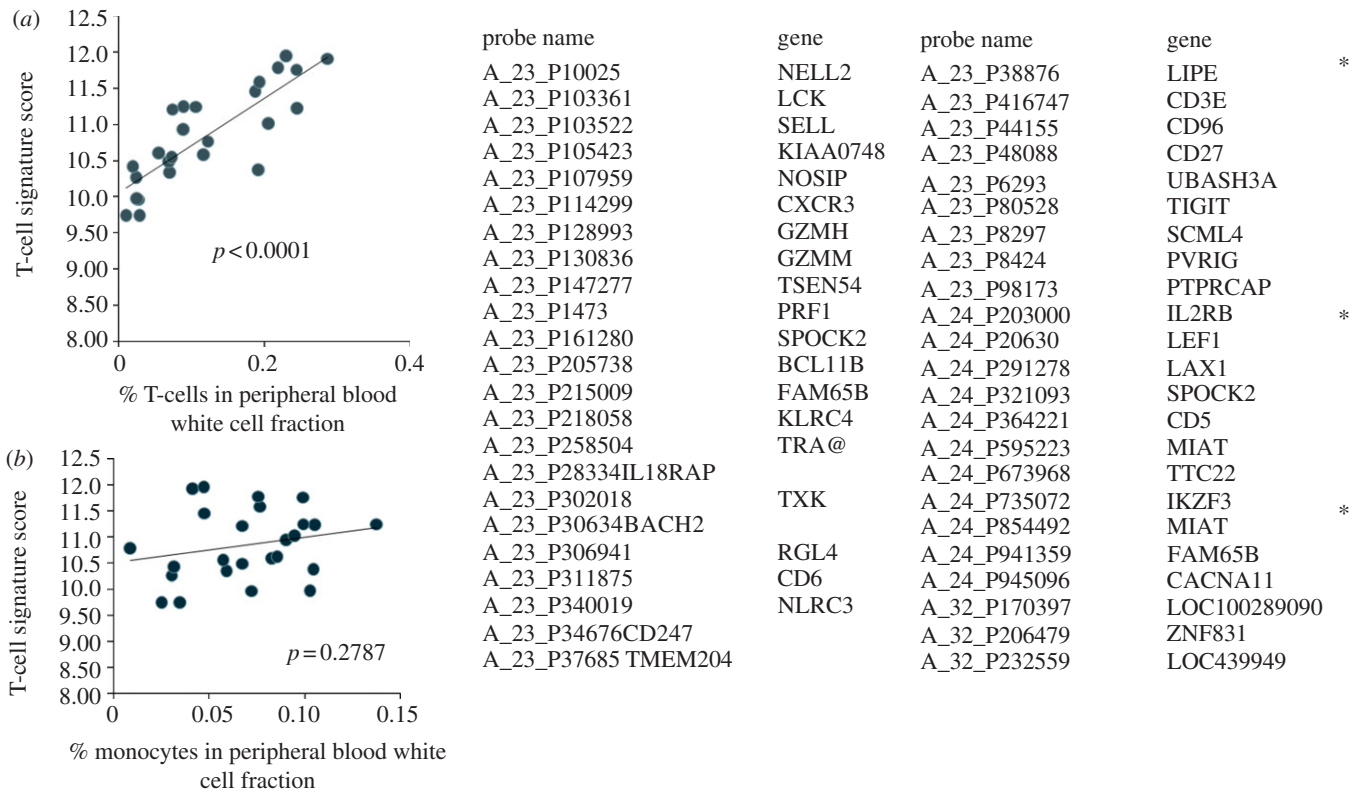 (a)
12.5
12.0
11.5
11.0
10.5
10.0
9.50
9.00
8.50
8.00
T-cell signature score
p < 0.0001
0 0.2 0.4
% T-cells in peripheral blood
white cell fraction
(b)
12.5
12.0
11.5
11.0
10.5
10.0
9.50
9.00
8.50
8.00
T-cell signature score
p = 0.2787
0 0.05 0.10 0.15
% monocytes in peripheral blood white
cell fraction
probe name gene probe name gene
A_23_P10025 NELL2 A_23_P38876 LIPE *
A_23_P103361 LCK A_23_P416747 CD3E
A_23_P103522 SELL A_23_P44155 CD96
A_23_P105423 KIAA0748 A_23_P48088 CD27
A_23_P107959 NOSIP A_23_P6293 UBASH3A
A_23_P114299 CXCR3 A_23_P80528 TIGIT
A_23_P128993 GZMH A_23_P8297 SCML4
A_23_P130836 GZMM A_23_P8424 PVRIG
A_23_P147277 TSEN54 A_23_P98173 PTPRCAP
A_23_P1473 PRF1 A_24_P203000 IL2RB *
A_23_P161280 SPOCK2 A_24_P20630 LEF1
A_23_P205738 BCL11B A_24_P291278 LAX1
A_23_P215009 FAM65B A_24_P321093 SPOCK2
A_23_P218058 KLRC4 A_24_P364221 CD5
A_23_P258504 TRA@ A_24_P595223 MIAT
A_23_P28334IL18RAP A_24_P673968 TTC22
A_23_P302018 TXK A_24_P735072 IKZF3 *
A_23_P30634BACH2 A_24_P854492 MIAT
A_23_P306941 RGL4 A_24_P941359 FAM65B
A_23_P311875 CD6 A_24_P945096 CACNA11
A_23_P340019 NLRC3 A_32_P170397 LOC100289090
A_23_P34676CD247 A_32_P206479 ZNF831
A_23_P37685 TMEM204 A_32_P232559 LOC439949